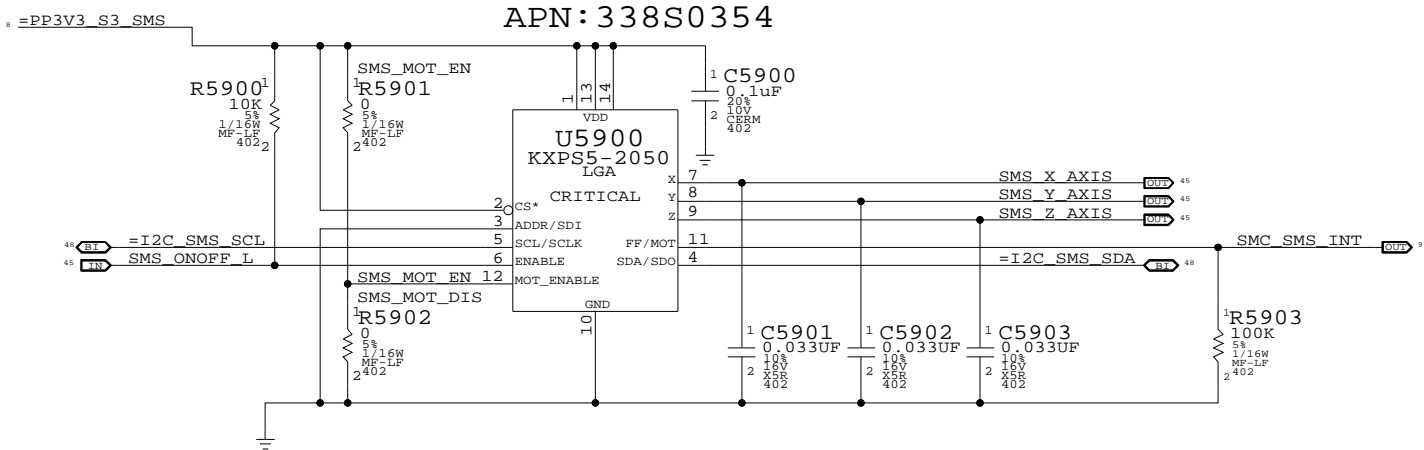 APN:338S0354
8 =PP3V3_S3_SMS
SMS_MOT_EN
R5900 1
10K
5%
1/16W
MF-LF
402
2
1 R5901
0
5%
1/16W
MF-LF
402
2
1 13 14
VDD
U5900
KXPS5-2050
LGA
CRITICAL
1 C5900
0.1uF
20%
10V
CERM
402
2
2 CS*
3 ADDR/SDI
5 SCL/SCLK
6 ENABLE
12 MOT_ENABLE
X 7
Y 8
Z 9
FF/MOT 11
SDA/SDO 4
GND
10
SMS_X_AXIS OUT 45
SMS_Y_AXIS OUT 45
SMS_Z_AXIS OUT 45
SMC_SMS_INT OUT 9
=I2C_SMS_SDA BI 48
48 BI =I2C_SMS_SCL
45 IN SMS_ONOFF_L
SMS_MOT_EN
SMS_MOT_DIS
1 R5902
0
5%
1/16W
MF-LF
402
2
1 C5901
0.033UF
10%
16V
X5R
402
2
1 C5902
0.033UF
10%
16V
X5R
402
2
1 C5903
0.033UF
10%
16V
X5R
402
2
1 R5903
100K
5%
1/16W
MF-LF
402
2